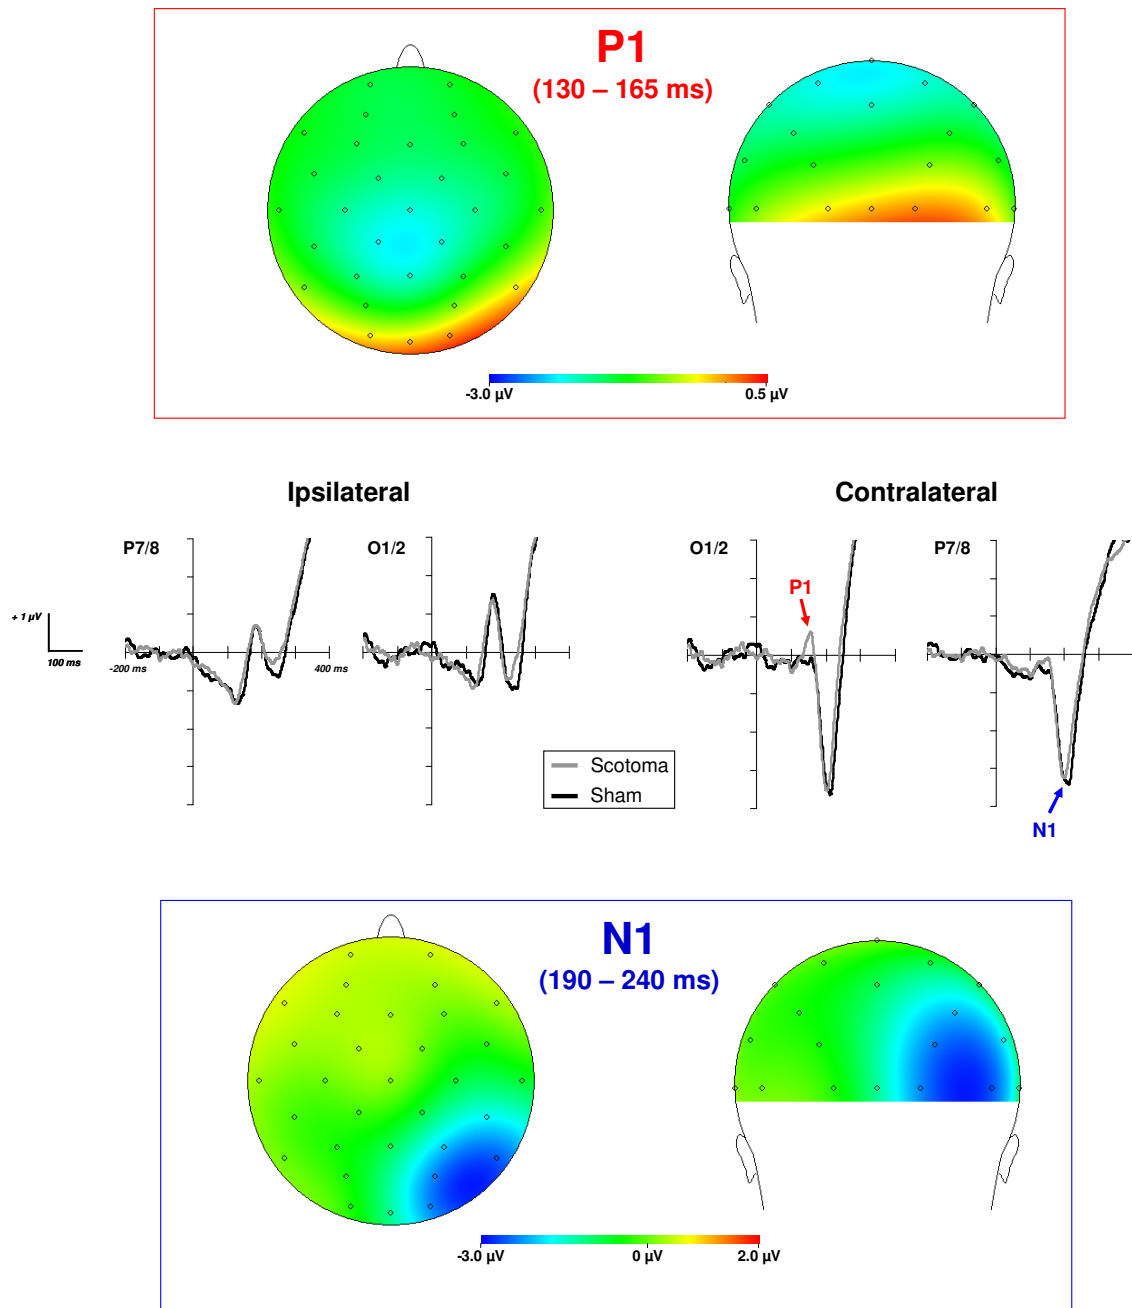 P1
(130 – 165 ms)
-3.0 µV
0.5 µV
Ipsilateral
Contralateral
P7/8
O1/2
O1/2
P7/8
P1
+ 1 µV
100 ms
-200 ms
400 ms
Scotoma
Sham
N1
N1
(190 – 240 ms)
-3.0 µV
0 µV
2.0 µV